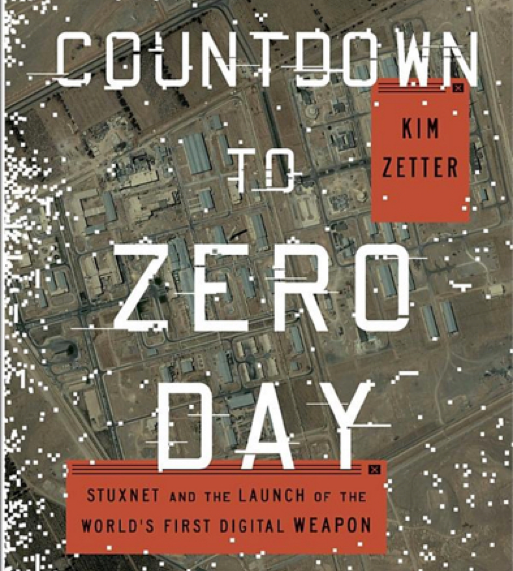 COUNTDOWN
KIM
ZETTER
TO
ZERO
DAY
STUXNET AND THE LAUNCH OF THE
WORLD'S FIRST DIGITAL WEAPON